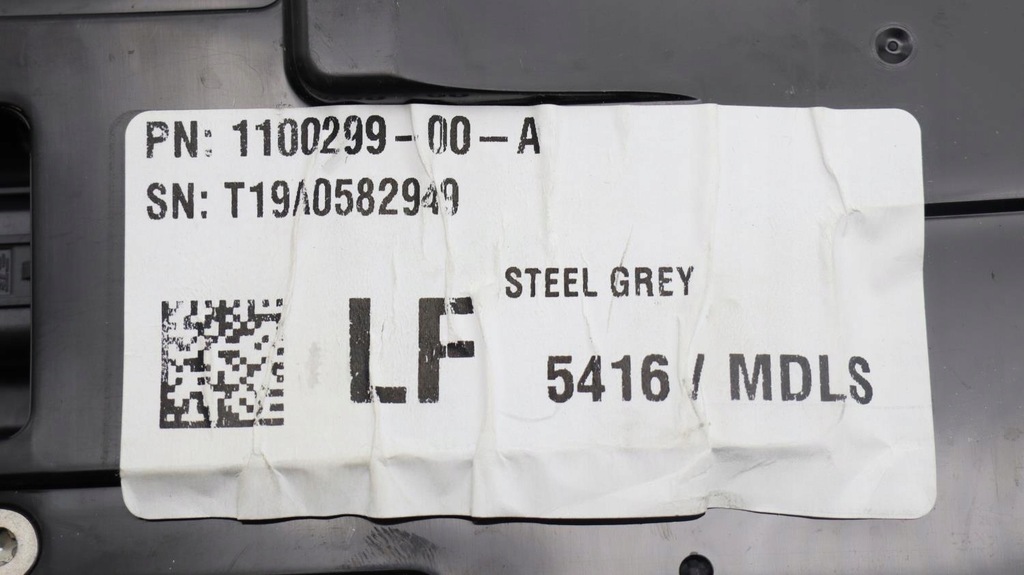 PN: 1100299-00-A
SN: T19A0582949
STEEL GREY
LF
5416 / MDLS